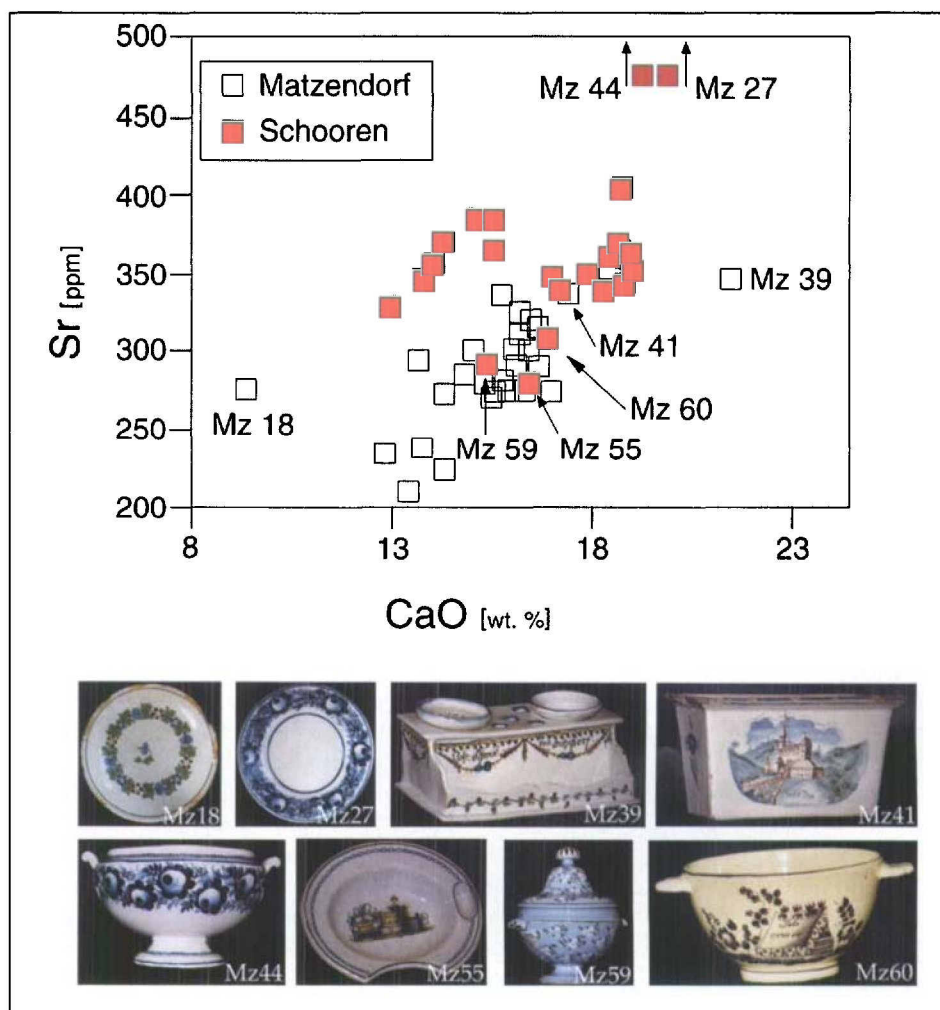 500
450
400
350
300
250
200
Sr [ppm]
Matzendorf
Schooren
Mz 44
Mz 27
Mz 39
Mz 41
Mz 60
Mz 18
Mz 59
Mz 55
8
13
18
23
CaO [wt. %]
Mz18
Mz27
Mz39
Mz41
Mz44
Mz55
Mz59
Mz60